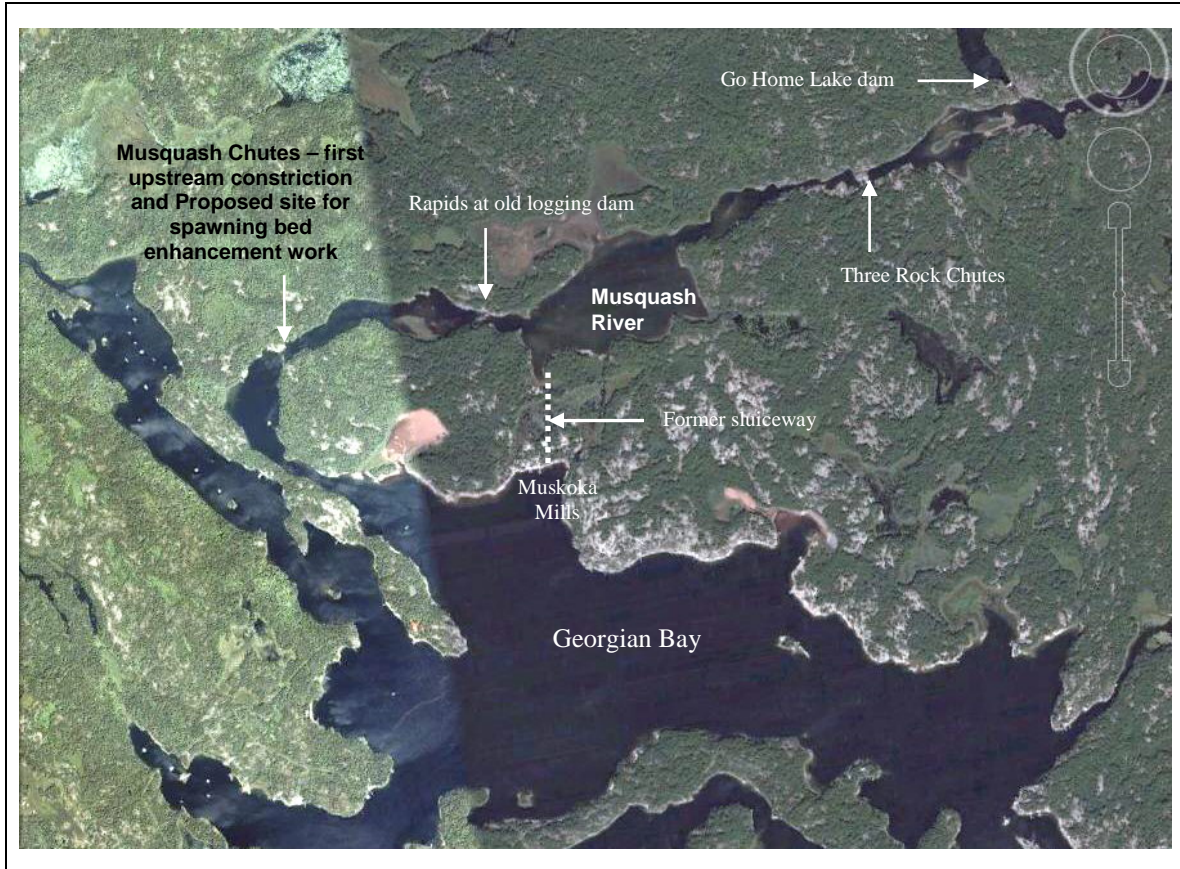 Go Home Lake dam
Musquash Chutes – first
upstream constriction
and Proposed site for
spawning bed
enhancement work
Rapids at old logging dam
Three Rock Chutes
Musquash
River
Former sluiceway
Muskoka
Mills
Georgian Bay